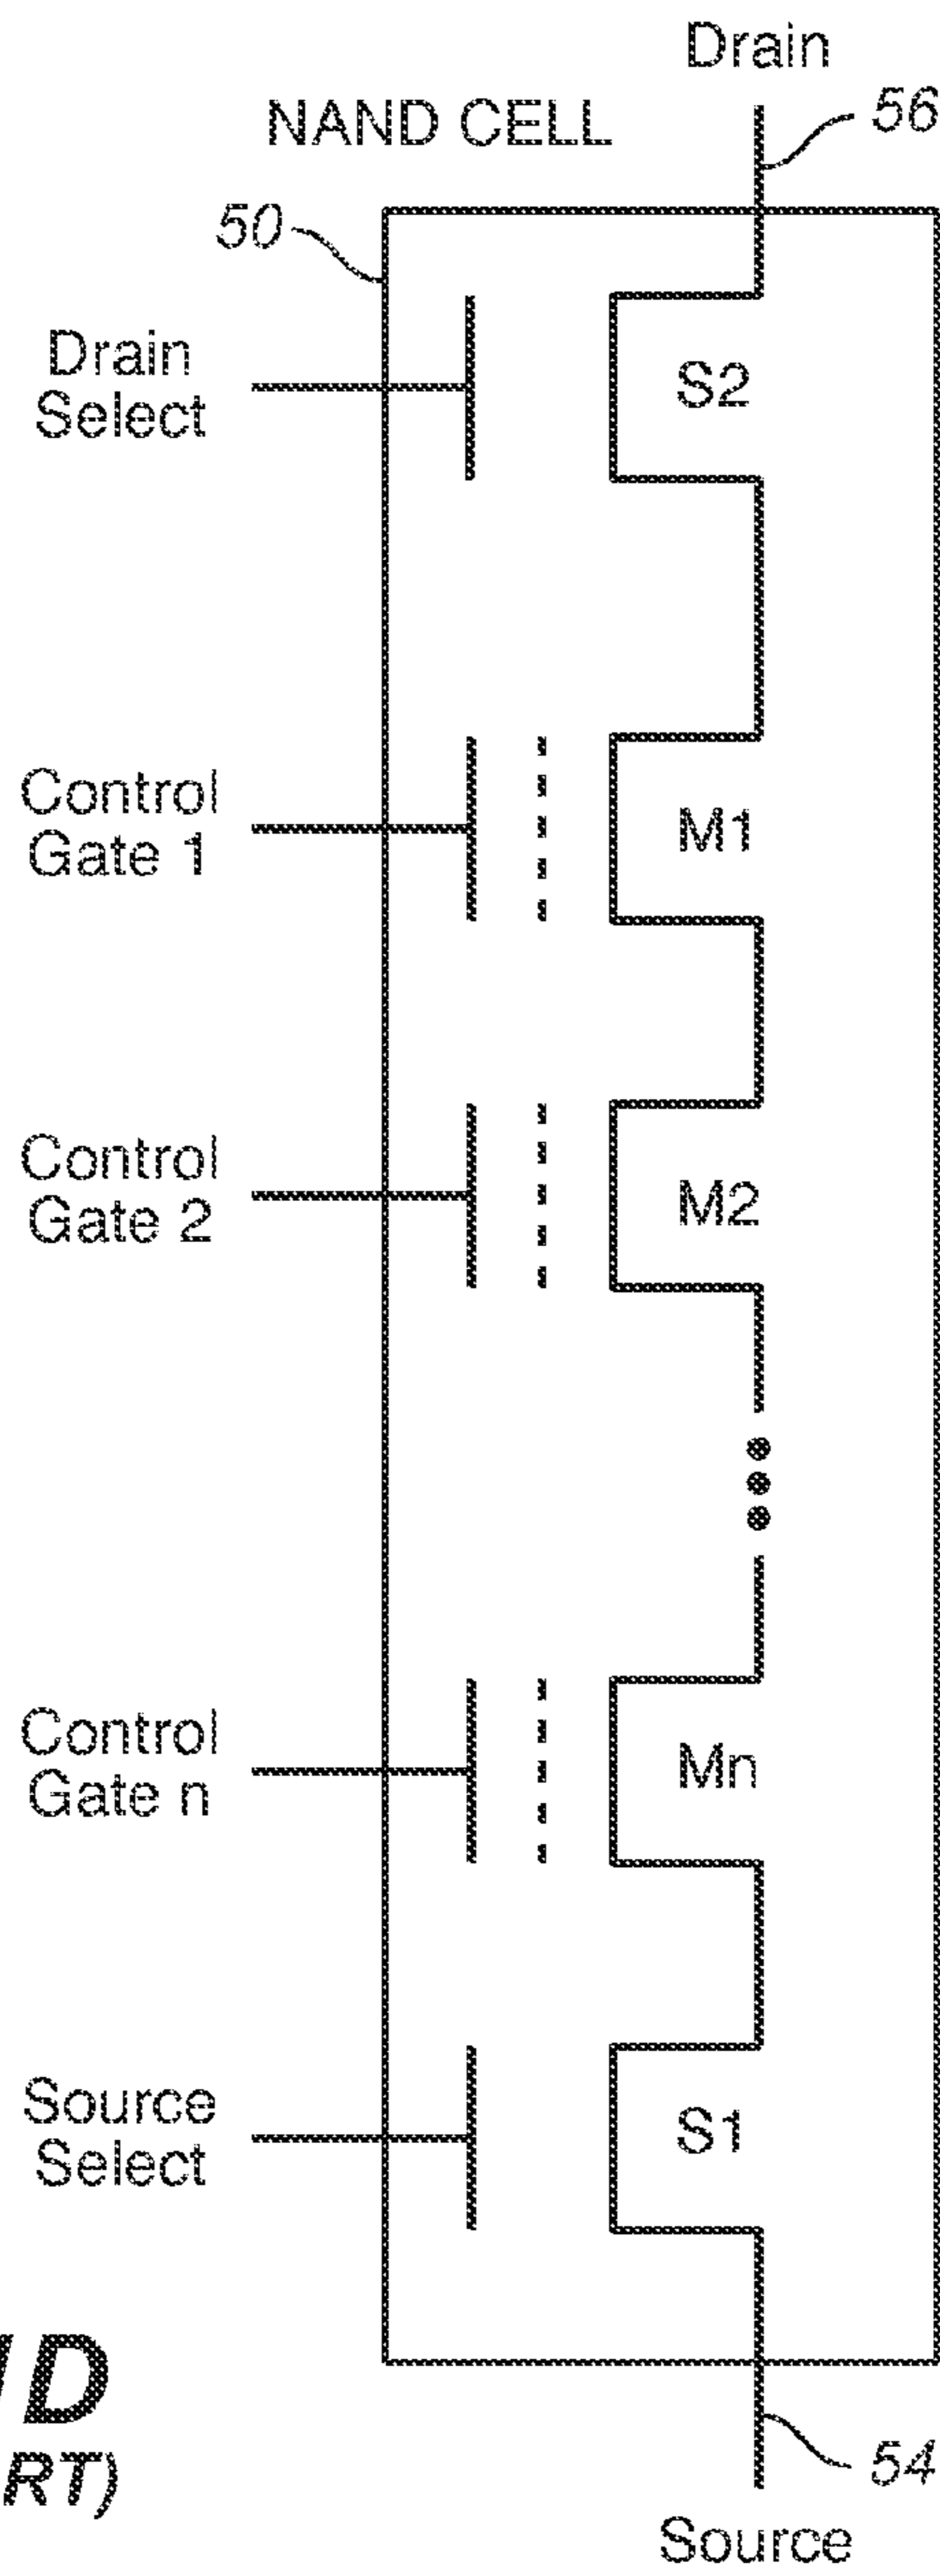 Drain
56
NAND CELL
50
Drain
Select
S2
Control
Gate 1
M1
Control
Gate 2
M2
Control
Gate n
Mn
Source
Select
S1
54
Source